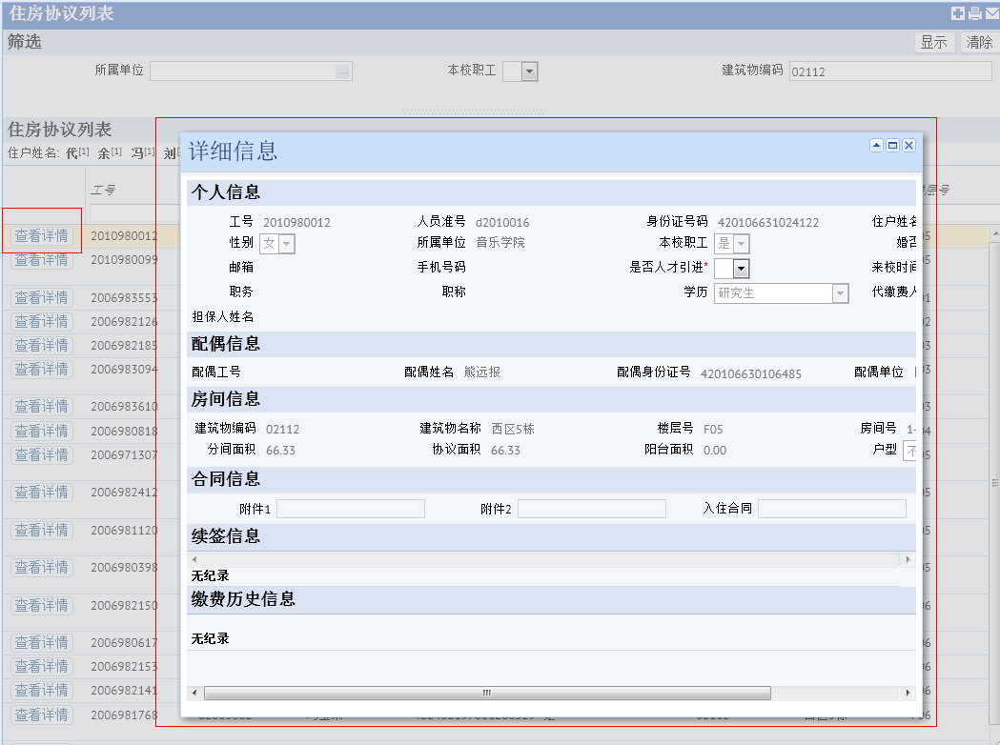 住房协议列表
筛选 显示 清除
所属单位 ... 本校职工 建筑物编码 02112
住房协议列表
住户姓名: 代[1] 余[1] 冯[1] 刘
详细信息
工号 层号
个人信息
查看详情 2010980012 工号 2010980012 人员准号 d2010016 身份证号码 420106631024122 住户姓名
性别 女 所属单位 音乐学院 本校职工 是 婚否
查看详情 2010980099 邮箱 手机号码 是否人才引进* 来校时间
查看详情 2006983553 职务 职称 学历 研究生 代缴费人
查看详情 2006982126 担保人姓名
查看详情 2006982185 配偶信息
查看详情 2006983094 配偶工号 配偶姓名 熊远报 配偶身份证号 420106630106485 配偶单位
查看详情 2006983610 房间信息
查看详情 2006980818 建筑物编码 02112 建筑物名称 西区5栋 楼层号 F05 房间号 1-
查看详情 2006971307 分间面积 66.33 协议面积 66.33 阳台面积 0.00 户型
合同信息
查看详情 2006982412
附件1 附件2 入住合同
查看详情 2006981120 续签信息
查看详情 2006980398 无纪录
查看详情 2006982150 缴费历史信息
查看详情 2006980617 无纪录
查看详情 2006982153
查看详情 2006982141
查看详情 2006981768